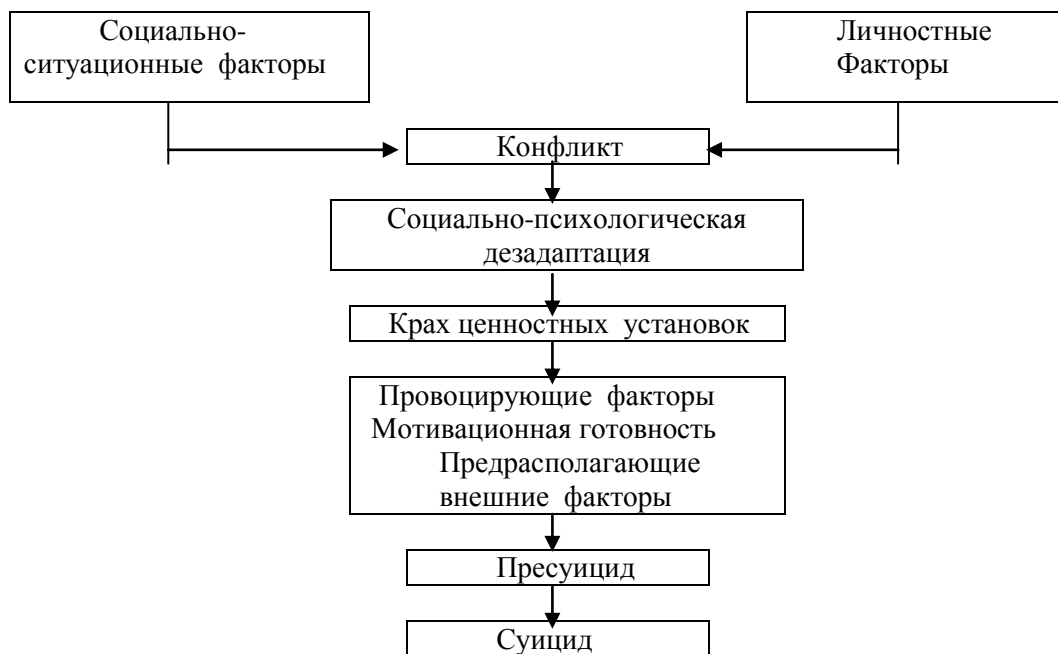 Социально-
ситуационные факторы
Личностные
Факторы
Конфликт
Социально-психологическая
дезадаптация
Крах ценностных установок
Провоцирующие факторы
Мотивационная готовность
Предрасполагающие
внешние факторы
Пресуицид
Суицид